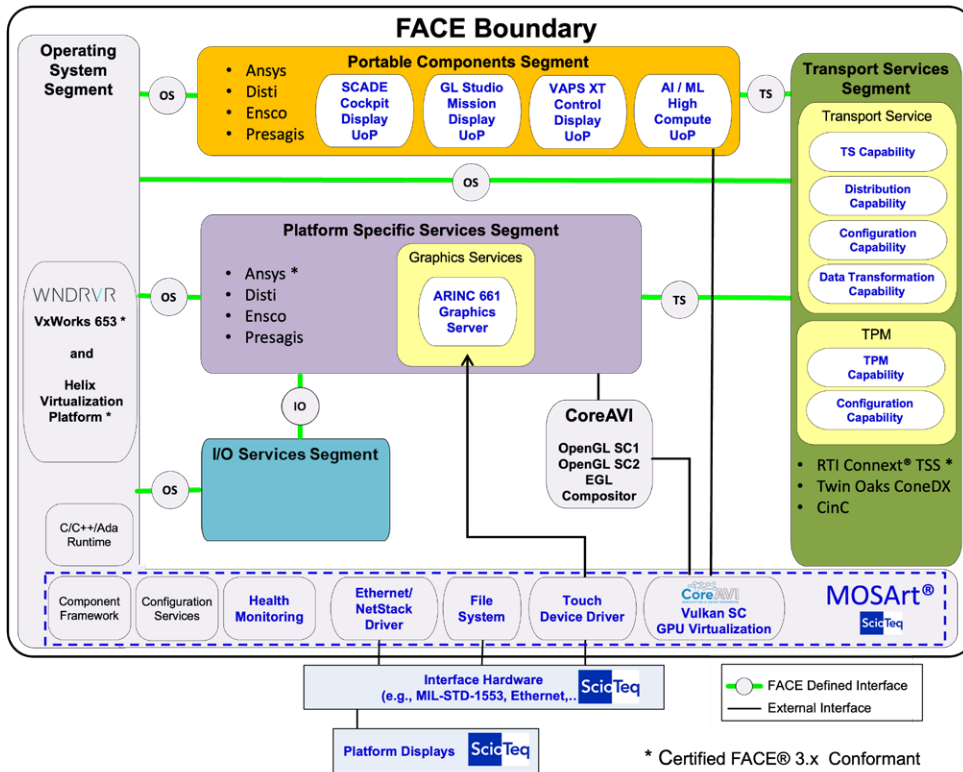 FACE Boundary
Operating
System
Segment
OS
Portable Components Segment
• Ansys
• Disti
• Ensco
• Presagis
SCADE
Cockpit
Display
UoP
GL Studio
Mission
Display
UoP
VAPS XT
Control
Display
UoP
AI / ML
High
Compute
UoP
TS
Transport Services
Segment
Transport Service
TS Capability
Distribution
Capability
Configuration
Capability
Data Transformation
Capability
TPM
TPM
Capability
Configuration
Capability
• RTI Connext® TSS *
• Twin Oaks ConeDX
• CinC
OS
Platform Specific Services Segment
• Ansys *
• Disti
• Ensco
• Presagis
Graphics Services
ARINC 661
Graphics
Server
OS
TS
WNDRVR
VxWorks 653 *
and
Helix
Virtualization
Platform *
IO
I/O Services Segment
OS
CoreAVI
OpenGL SC1
OpenGL SC2
EGL
Compositor
C/C++/Ada
Runtime
Component
Framework
Configuration
Services
Health
Monitoring
Ethernet/
NetStack
Driver
File
System
Touch
Device Driver
CoreAVI
Vulkan SC
GPU Virtualization
MOSArt®
ScioTeq
Interface Hardware
(e.g., MIL-STD-1553, Ethernet,..
ScioTeq
Platform Displays
ScioTeq
FACE Defined Interface
External Interface
* Certified FACE® 3.x Conformant